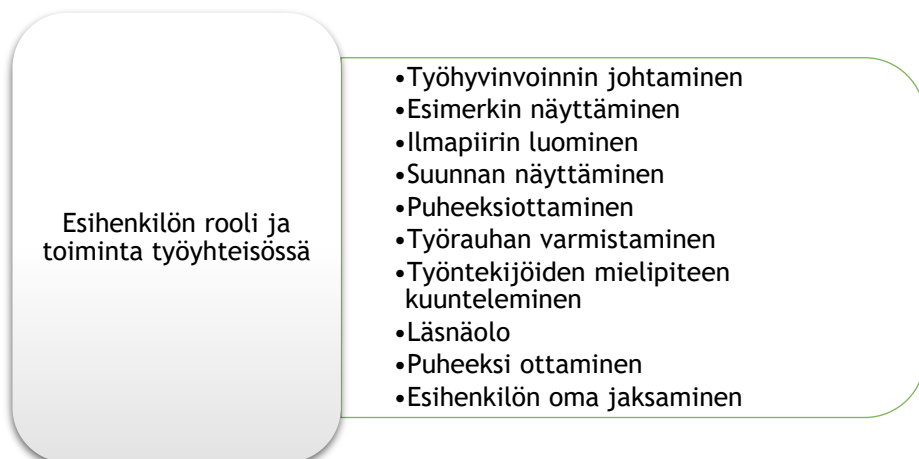 Esihenkilön rooli ja
toiminta työyhteisössä
•Työhyvinvoinnin johtaminen
•Esimerkin näyttäminen
•Ilmapiirin luominen
•Suunnan näyttäminen
•Puheeksiottaminen
•Työrauhan varmistaminen
•Työntekijöiden mielipiteen
kuunteleminen
•Läsnäolo
•Puheeksi ottaminen
•Esihenkilön oma jaksaminen